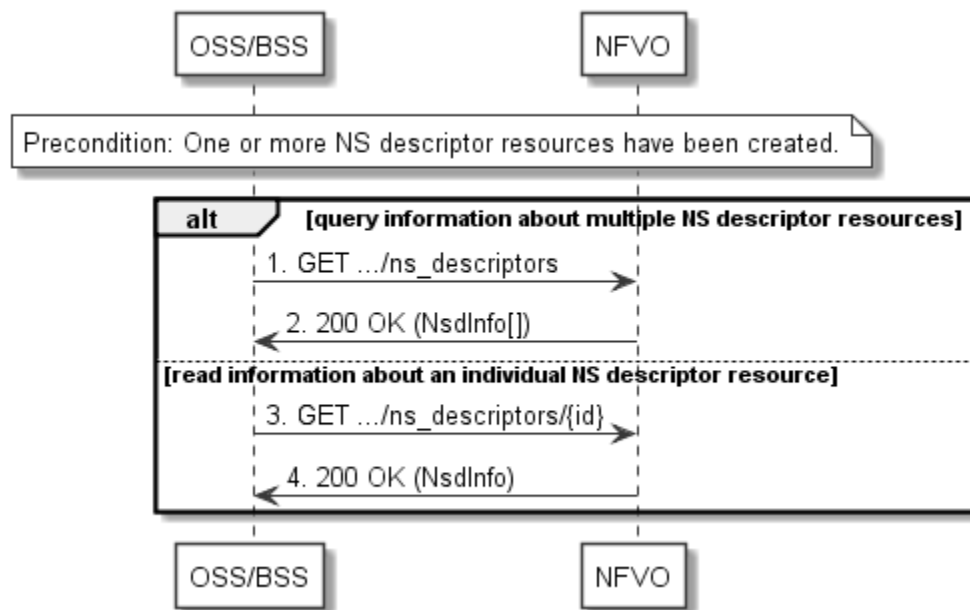 OSS/BSS NFVO
Precondition: One or more NS descriptor resources have been created.
alt [query information about multiple NS descriptor resources]
1. GET .../ns_descriptors
2. 200 OK (NsdInfo[])
[read information about an individual NS descriptor resource]
3. GET .../ns_descriptors/{id}
4. 200 OK (NsdInfo)
OSS/BSS NFVO